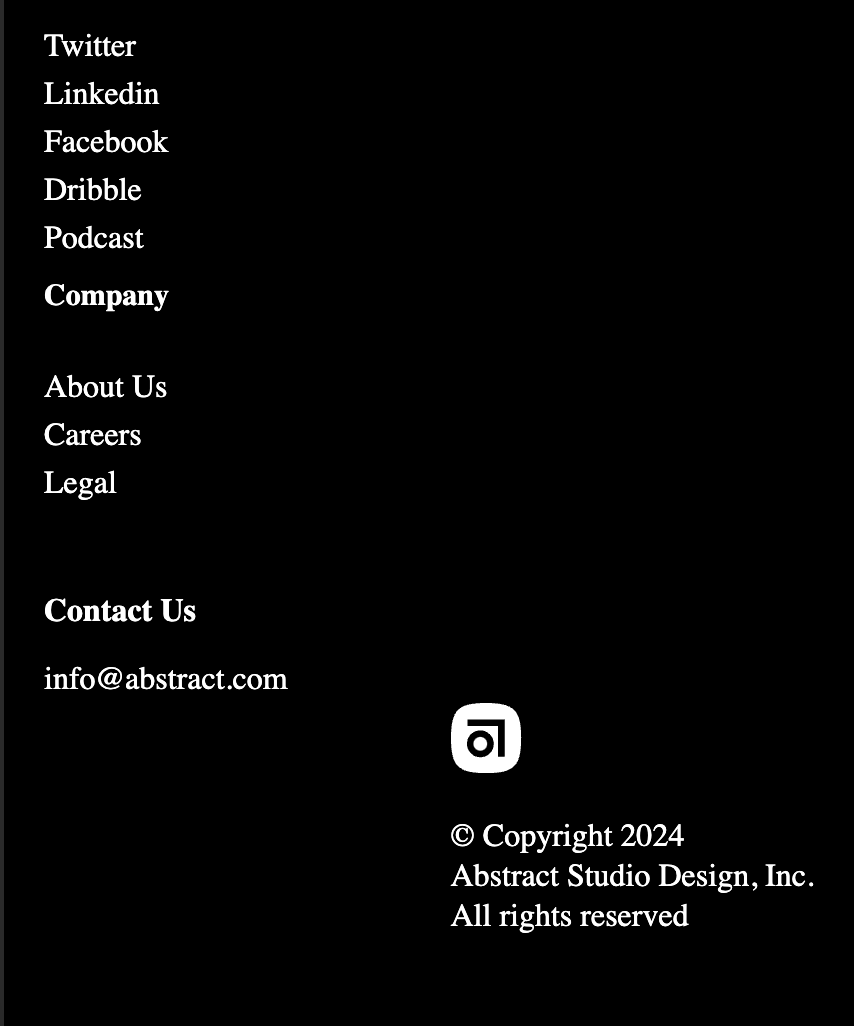 Twitter
Linkedin
Facebook
Dribble
Podcast
Company
About Us
Careers
Legal
Contact Us
info@abstract.com
© Copyright 2024
Abstract Studio Design, Inc.
All rights reserved